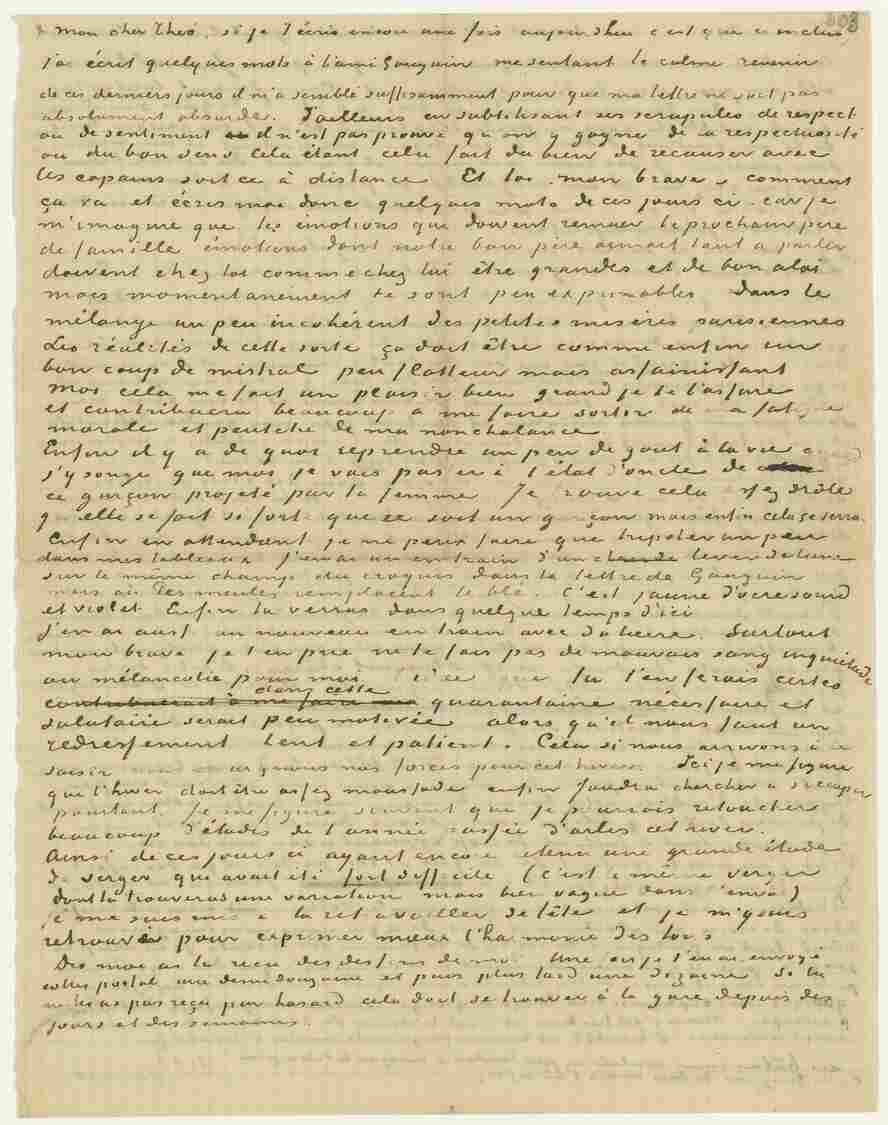 mon cher Theo, si je t'écris encore une fois aujourd'hui c'est que ci inclus
j'ai écrit quelques mots à l'ami Gauguin me sentant le calme revenir
de ces derniers jours il m'a semblé suffisamment pour que ma lettre ne soit pas
absolument absurde. D'ailleurs en subtilisant ses scrupules de respect
ou de sentiment il n'est pas prouvé qu'on y gagne de la respectuosité
ou du bon sens cela étant cela fait du bien de recauser avec
les copains soit ce à distance Et toi mon brave comment
ça va et écris moi donc quelques mots de ces jours ci. car je
m'imagine que les émotions qui doivent remuer le prochain père
de famille émotions dont notre bon père aimait tant à parler
doivent chez toi comme chez lui être grandes et de bon aloi
mais momentanément te sont peu exprimables Dans le
mélange un peu incohérent des petites misères parisiennes
Les réalités de cette sorte ça doit être comme enfin un
bon coup de mistral peu flatteur mais assainissant
Moi cela me fait un plaisir bien grand je te l'assure
et contribuera beaucoup à me faire sortir de ma fatigue
morale et peutêtre de ma nonchalance
Enfin il y a de quoi reprendre un peu de gout à la vie
s'y songe que moi je vais passer à l'état d'oncle de
ce garçon projeté par ta femme Je trouve cela assez drôle
qu'elle se fait si forte que ce soit un garçon mais enfin cela se verra.
Enfin en attendant je ne peux faire que tripoter un peu
dans mes tableaux j'en ai un en train d'un lever de lune
sur le même champ du croquis dans la lettre de Gauguin
mais où des meules remplacent le blé. C'est jaune d'ocre sourd
et violet Enfin tu verras dans quelque temps d'ici
J'en ai aussi un nouveau en train avec du lierre. Surtout
mon brave je t'en prie ne te fais pas de mauvais sang inquiétude
ou mélancolie pour moi l'idée que tu t'en ferais certes
contribuerait à me faire dans cette quarantaine nécessaire et
salutaire serait peu motivée alors qu'il nous faut un
redressement lent et patient. Cela si nous arrivons à le
saisir nous épargnons nos forces pour cet hiver. Ici je me figure
que l'hiver doit être assez maussade enfin faudra chercher à s'occuper
pourtant. Je me figure souvent que je pourrais retoucher
beaucoup d'études de l'année passée d'Arles cet hiver.
Ainsi de ces jours ci ayant encore retenu une grande étude
de verger qui avait été fort difficile (C'est le même verger
dont tu trouveras une variation mais bien vague dans l'envoi)
je me suis mis à la retravailler de tête et je m'y suis
retrouvé pour exprimer mieux l'harmonie des tons
Dis moi as tu reçu des dessins de moi Une fois je t'en ai envoyé
colis postal une demi douzaine et puis plus tard une dizaine Si tu
ne les as pas reçu par hasard cela doit se trouver à la gare depuis des
jours et des semaines.